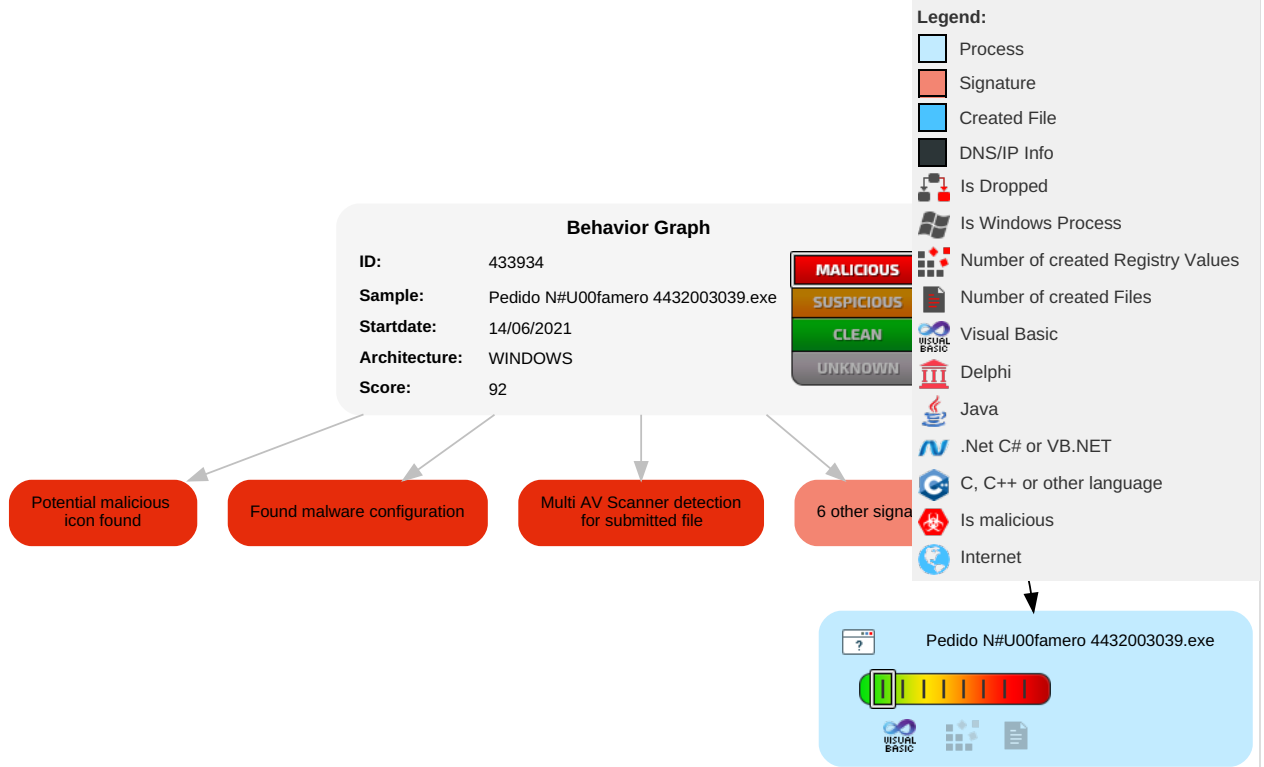 Legend:
Process
Signature
Created File
DNS/IP Info
Is Dropped
Is Windows Process
Number of created Registry Values
Number of created Files
VISUAL
BASIC
Visual Basic
Delphi
Java
.Net C# or VB.NET
C, C++ or other language
Is malicious
Internet
Behavior Graph
ID: 433934
Sample: Pedido N#U00famero 4432003039.exe
Startdate: 14/06/2021
Architecture: WINDOWS
Score: 92
MALICIOUS
SUSPICIOUS
CLEAN
UNKNOWN
Potential malicious
icon found
Found malware configuration
Multi AV Scanner detection
for submitted file
6 other signa
Pedido N#U00famero 4432003039.exe
?
VISUAL
BASIC